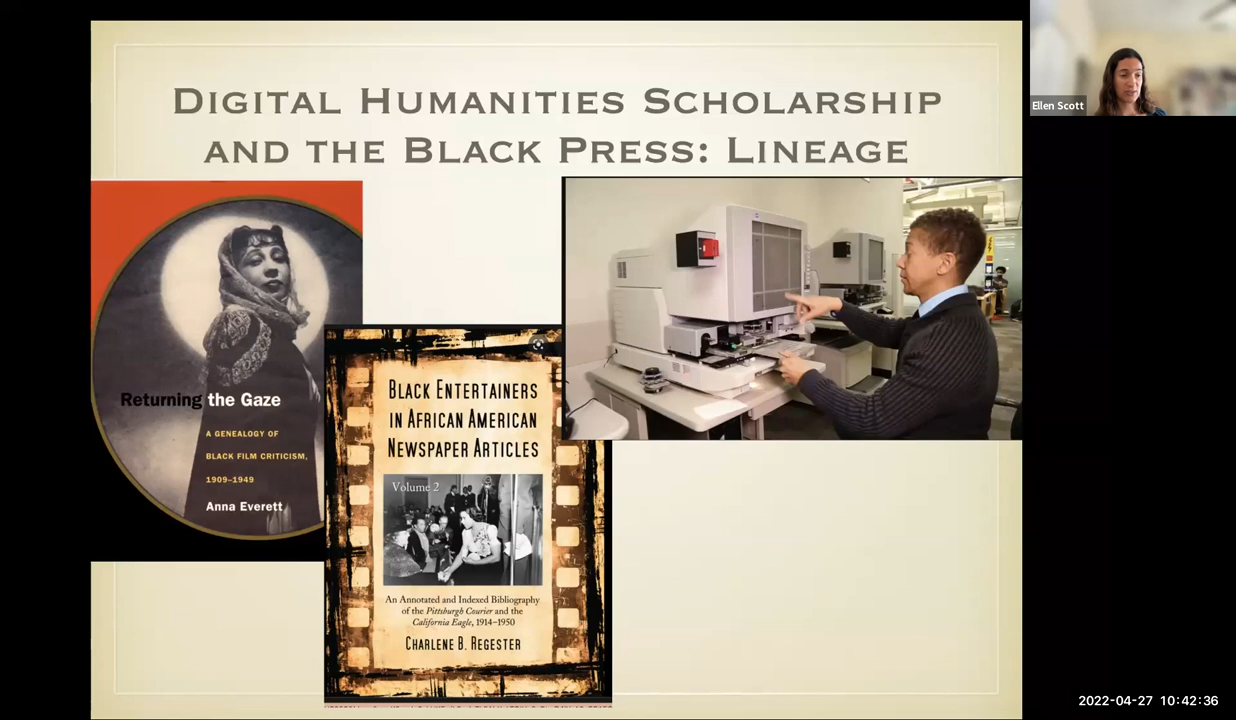 Digital Humanities Scholarship
and the Black Press: Lineage
Ellen Scott
Returning the Gaze
A GENEALOGY OF
BLACK FILM CRITICISM,
1909–1949
Anna Everett
Black Entertainers
in African American
Newspaper Articles
Volume 2
An Annotated and Indexed Bibliography
of the Pittsburgh Courier and the
California Eagle, 1914–1950
Charlene B. Regester
2022-04-27 10:42:36